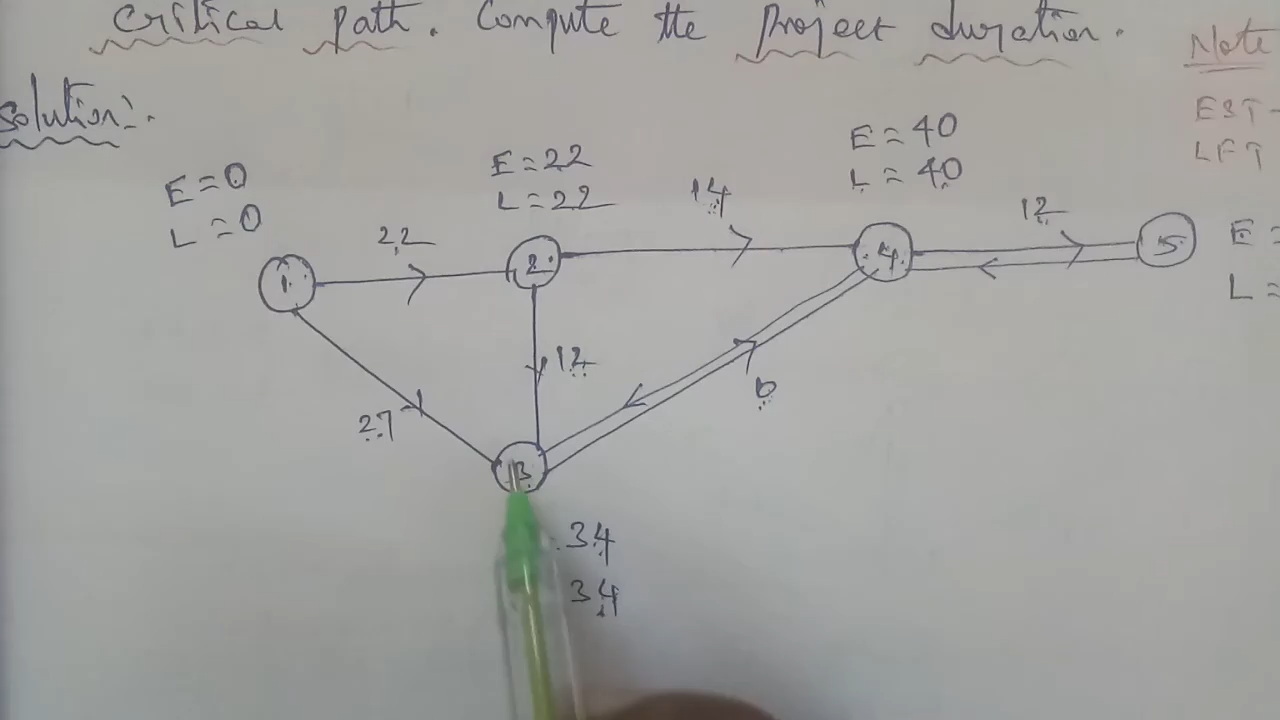 Critical path. Compute the Project duration.
Note
Solution:.
EST-
LFT
E = 0
L = 0
E = 22
L = 22
E = 40
L = 40
22
14
12
1
2
4
5
E =
L =
12
6
27
3
34
34